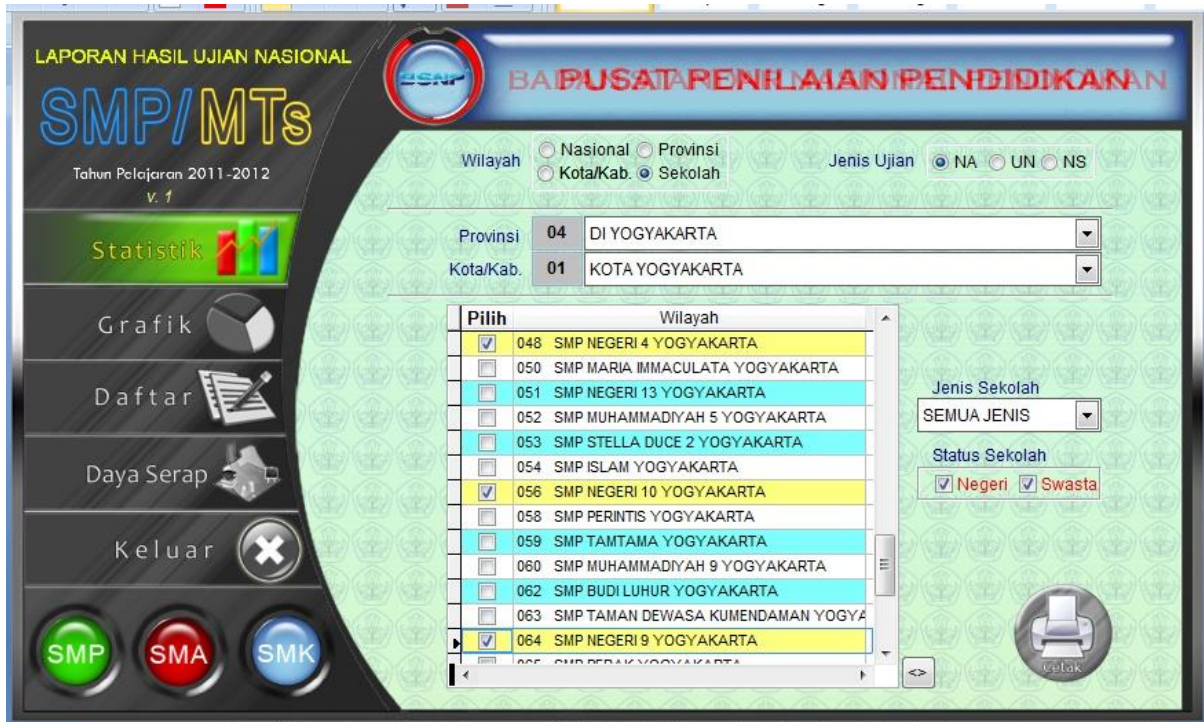 LAPORAN HASIL UJIAN NASIONAL
SMP/MTs
Tahun Pelajaran 2011-2012
v. 1
Statistik
Grafik
Daftar
Daya Serap
Keluar
SMP SMA SMK
BSNP
PUSAT PENILAIAN PENDIDIKAN
Wilayah Nasional Provinsi
Kota/Kab. Sekolah
Jenis Ujian NA UN NS
Provinsi 04 DI YOGYAKARTA
Kota/Kab. 01 KOTA YOGYAKARTA
Pilih Wilayah
048 SMP NEGERI 4 YOGYAKARTA
050 SMP MARIA IMMACULATA YOGYAKARTA
051 SMP NEGERI 13 YOGYAKARTA
052 SMP MUHAMMADIYAH 5 YOGYAKARTA
053 SMP STELLA DUCE 2 YOGYAKARTA
054 SMP ISLAM YOGYAKARTA
056 SMP NEGERI 10 YOGYAKARTA
058 SMP PERINTIS YOGYAKARTA
059 SMP TAMTAMA YOGYAKARTA
060 SMP MUHAMMADIYAH 9 YOGYAKARTA
062 SMP BUDI LUHUR YOGYAKARTA
063 SMP TAMAN DEWASA KUMENDAMAN YOGYA
064 SMP NEGERI 9 YOGYAKARTA
Jenis Sekolah
SEMUA JENIS
Status Sekolah
Negeri Swasta
<>
Cetak